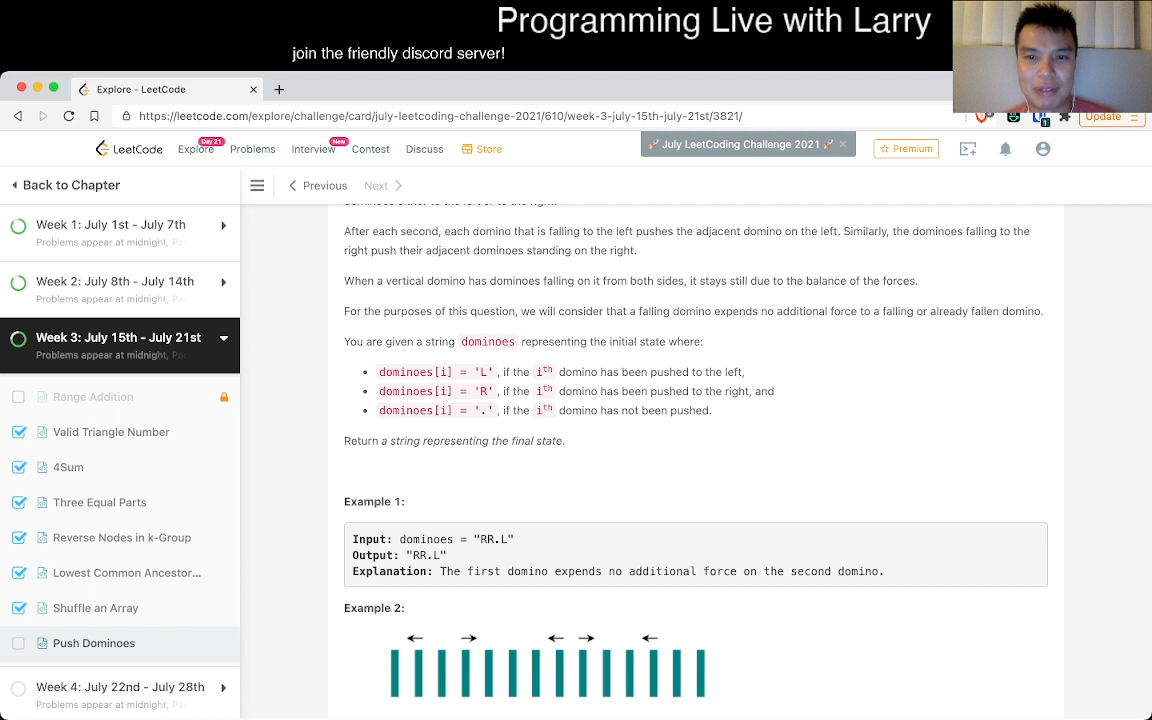 Programming Live with Larry
join the friendly discord server!
Explore - LeetCode
https://leetcode.com/explore/challenge/card/july-leetcoding-challenge-2021/610/week-3-july-15th-july-21st/3821/
1
Update
LeetCode
Explore
Day 21
Problems
Interview
New
Contest
Discuss
Store
July LeetCoding Challenge 2021
Premium
Back to Chapter
Previous
Next
Week 1: July 1st - July 7th
Problems appear at midnight,
Week 2: July 8th - July 14th
Problems appear at midnight,
Week 3: July 15th - July 21st
Problems appear at midnight,
Range Addition
Valid Triangle Number
4Sum
Three Equal Parts
Reverse Nodes in k-Group
Lowest Common Ancestor...
Shuffle an Array
Push Dominoes
Week 4: July 22nd - July 28th
Problems appear at midnight,
dominoes either to the left or to the right.
After each second, each domino that is falling to the left pushes the adjacent domino on the left. Similarly, the dominoes falling to the
right push their adjacent dominoes standing on the right.
When a vertical domino has dominoes falling on it from both sides, it stays still due to the balance of the forces.
For the purposes of this question, we will consider that a falling domino expends no additional force to a falling or already fallen domino.
You are given a string dominoes representing the initial state where:
dominoes[i] = 'L', if the ith domino has been pushed to the left,
dominoes[i] = 'R', if the ith domino has been pushed to the right, and
dominoes[i] = '.', if the ith domino has not been pushed.
Return a string representing the final state.
Example 1:
Input: dominoes = "RR.L"
Output: "RR.L"
Explanation: The first domino expends no additional force on the second domino.
Example 2: